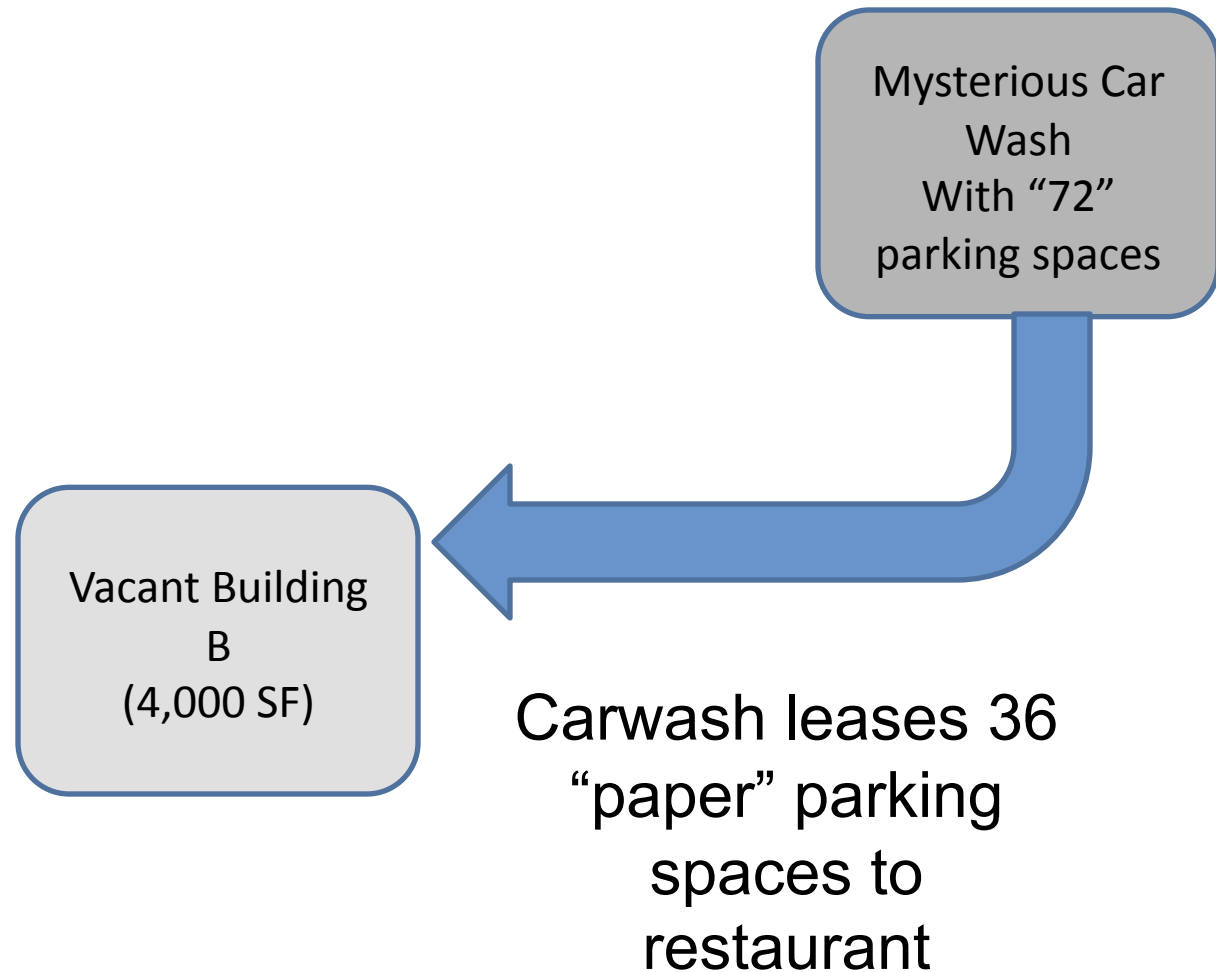 Mysterious Car
Wash
With “72”
parking spaces
Vacant Building
B
(4,000 SF)
Carwash leases 36
“paper” parking
spaces to
restaurant